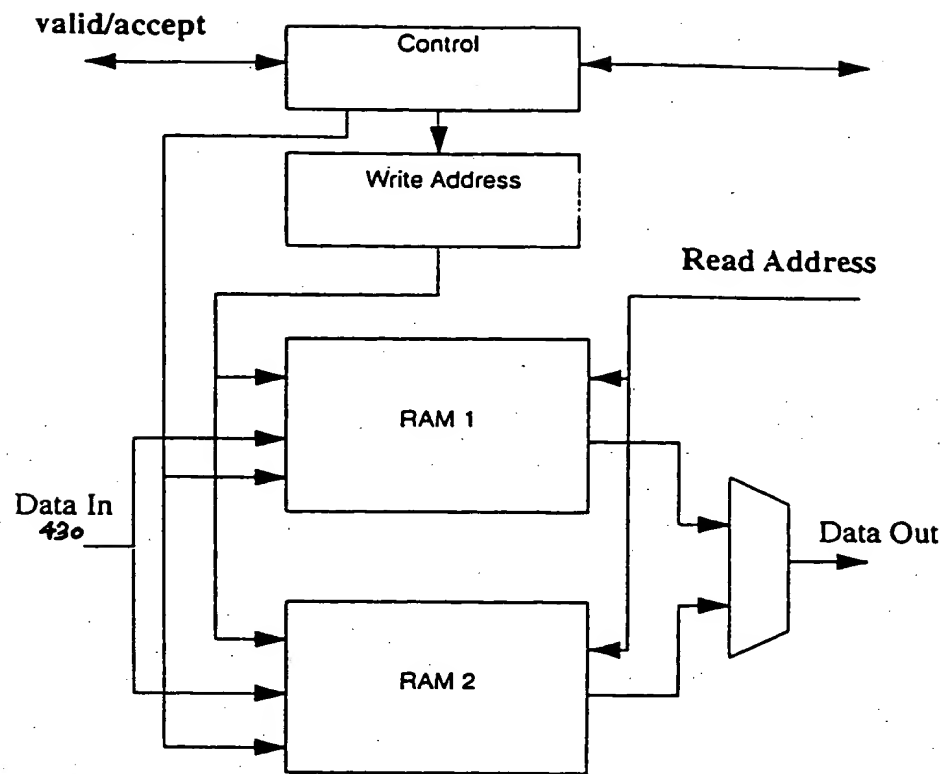 valid/accept
Control
Write Address
Read Address
RAM 1
Data In
430
Data Out
RAM 2